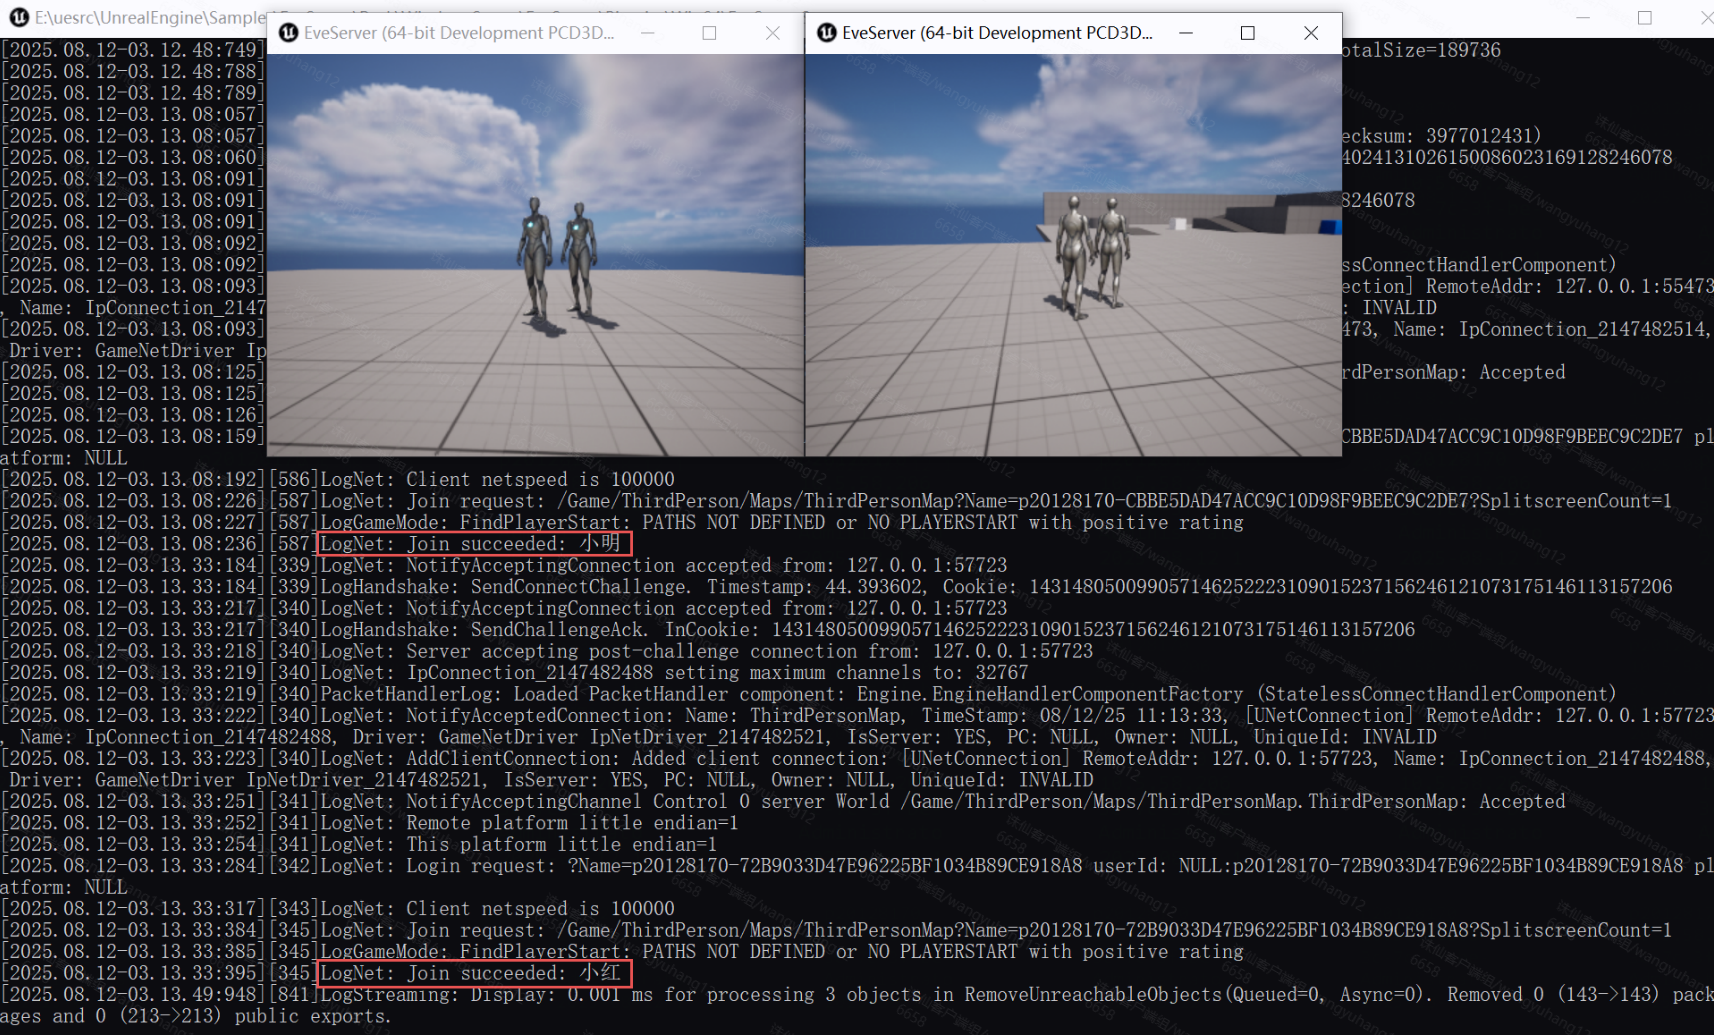 E:\uesrc\UnrealEngine\Sample
EveServer (64-bit Development PCD3D...
EveServer (64-bit Development PCD3D...
[2025.08.12-03.12.48:749]
otalSize=189736
[2025.08.12-03.12.48:788]
[2025.08.12-03.12.48:789]
[2025.08.12-03.13.08:057]
[2025.08.12-03.13.08:057]
ecksum: 3977012431)
[2025.08.12-03.13.08:060]
40241310261500860231691282460​78
[2025.08.12-03.13.08:091]
[2025.08.12-03.13.08:091]
8246078
[2025.08.12-03.13.08:091]
[2025.08.12-03.13.08:092]
[2025.08.12-03.13.08:092]
ssConnectHandlerComponent)
[2025.08.12-03.13.08:093]
ection] RemoteAddr: 127.0.0.1:55473
, Name: IpConnection_2147
: INVALID
[2025.08.12-03.13.08:093]
473, Name: IpConnection_2147482514,
Driver: GameNetDriver Ip
[2025.08.12-03.13.08:125]
rdPersonMap: Accepted
[2025.08.12-03.13.08:125]
[2025.08.12-03.13.08:126]
[2025.08.12-03.13.08:159]
CBBE5DAD47ACC9C10D98F9BEEC9C2DE7 pl
atform: NULL
[2025.08.12-03.13.08:192][586]LogNet: Client netspeed is 100000
[2025.08.12-03.13.08:226][587]LogNet: Join request: /Game/ThirdPerson/Maps/ThirdPersonMap?Name=p20128170-CBBE5DAD47ACC9C10D98F9BEEC9C2DE7?SplitscreenCount=1
[2025.08.12-03.13.08:227][587]LogGameMode: FindPlayerStart: PATHS NOT DEFINED or NO PLAYERSTART with positive rating
[2025.08.12-03.13.08:236][587]LogNet: Join succeeded: 小明
[2025.08.12-03.13.33:184][339]LogNet: NotifyAcceptingConnection accepted from: 127.0.0.1:57723
[2025.08.12-03.13.33:184][339]LogHandshake: SendConnectChallenge. Timestamp: 44.393602, Cookie: 143148050099057146252223109015237156246121073175146113157206
[2025.08.12-03.13.33:217][340]LogNet: NotifyAcceptingConnection accepted from: 127.0.0.1:57723
[2025.08.12-03.13.33:217][340]LogHandshake: SendChallengeAck. InCookie: 143148050099057146252223109015237156246121073175146113157206
[2025.08.12-03.13.33:218][340]LogNet: Server accepting post-challenge connection from: 127.0.0.1:57723
[2025.08.12-03.13.33:219][340]LogNet: IpConnection_2147482488 setting maximum channels to: 32767
[2025.08.12-03.13.33:219][340]PacketHandlerLog: Loaded PacketHandler component: Engine.EngineHandlerComponentFactory (StatelessConnectHandlerComponent)
[2025.08.12-03.13.33:222][340]LogNet: NotifyAcceptedConnection: Name: ThirdPersonMap, TimeStamp: 08/12/25 11:13:33, [UNetConnection] RemoteAddr: 127.0.0.1:57723
, Name: IpConnection_2147482488, Driver: GameNetDriver IpNetDriver_2147482521, IsServer: YES, PC: NULL, Owner: NULL, UniqueId: INVALID
[2025.08.12-03.13.33:223][340]LogNet: AddClientConnection: Added client connection: [UNetConnection] RemoteAddr: 127.0.0.1:57723, Name: IpConnection_2147482488,
Driver: GameNetDriver IpNetDriver_2147482521, IsServer: YES, PC: NULL, Owner: NULL, UniqueId: INVALID
[2025.08.12-03.13.33:251][341]LogNet: NotifyAcceptingChannel Control 0 server World /Game/ThirdPerson/Maps/ThirdPersonMap.ThirdPersonMap: Accepted
[2025.08.12-03.13.33:252][341]LogNet: Remote platform little endian=1
[2025.08.12-03.13.33:254][341]LogNet: This platform little endian=1
[2025.08.12-03.13.33:284][342]LogNet: Login request: ?Name=p20128170-72B9033D47E96225BF1034B89CE918A8 userId: NULL:p20128170-72B9033D47E96225BF1034B89CE918A8 pl
atform: NULL
[2025.08.12-03.13.33:317][343]LogNet: Client netspeed is 100000
[2025.08.12-03.13.33:384][345]LogNet: Join request: /Game/ThirdPerson/Maps/ThirdPersonMap?Name=p20128170-72B9033D47E96225BF1034B89CE918A8?SplitscreenCount=1
[2025.08.12-03.13.33:385][345]LogGameMode: FindPlayerStart: PATHS NOT DEFINED or NO PLAYERSTART with positive rating
[2025.08.12-03.13.33:395][345]LogNet: Join succeeded: 小红
[2025.08.12-03.13.49:948][841]LogStreaming: Display: 0.001 ms for processing 3 objects in RemoveUnreachableObjects(Queued=0, Async=0). Removed 0 (143->143) pack
ages and 0 (213->213) public exports.